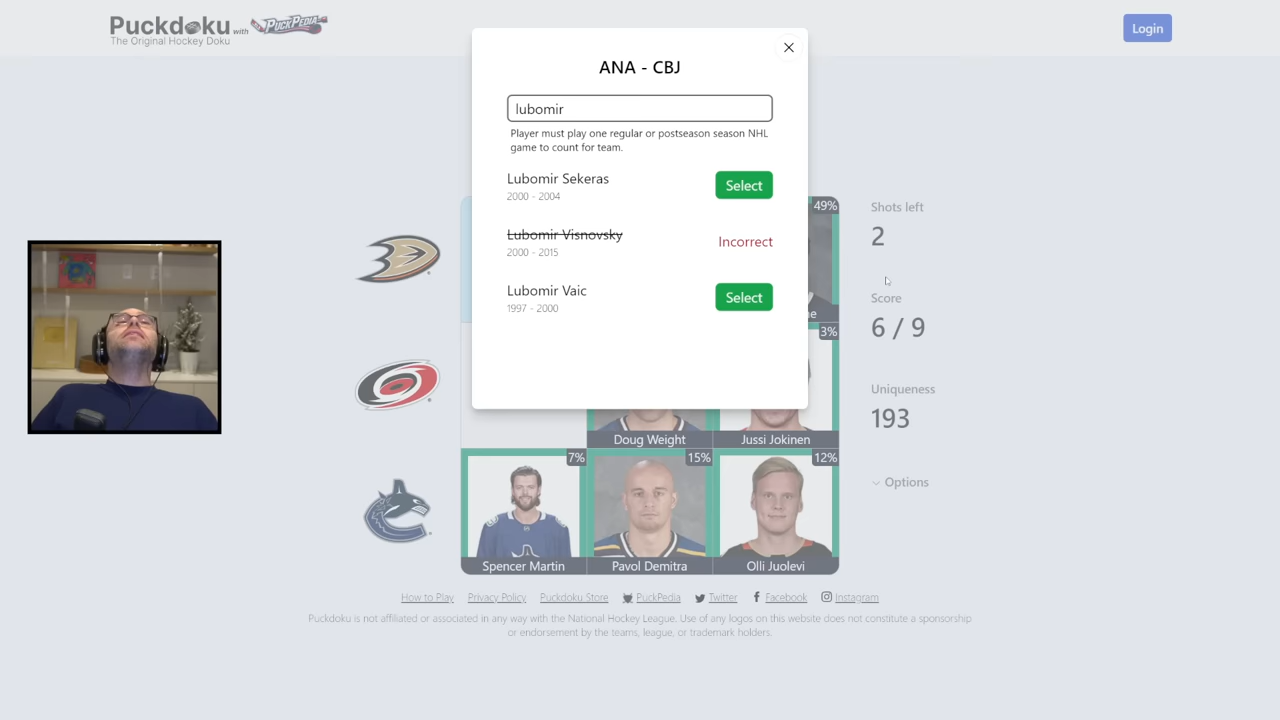 Puckdoku with PUCKPEDIA
The Original Hockey Doku
Login
ANA - CBJ
lubomir
Player must play one regular or postseason season NHL
game to count for team.
Lubomir Sekeras
2000 - 2004
Select
Lubomir Visnovsky
2000 - 2015
Incorrect
Lubomir Vaic
1997 - 2000
Select
49%
ne
3%
Doug Weight
Jussi Jokinen
7%
15%
12%
Spencer Martin
Pavol Demitra
Olli Juolevi
Shots left
2
Score
6 / 9
Uniqueness
193
Options
How to Play Privacy Policy Puckdoku Store PuckPedia Twitter Facebook Instagram
Puckdoku is not affiliated or associated in any way with the National Hockey League. Use of any logos on this website does not constitute a sponsorship
or endorsement by the teams, league, or trademark holders.